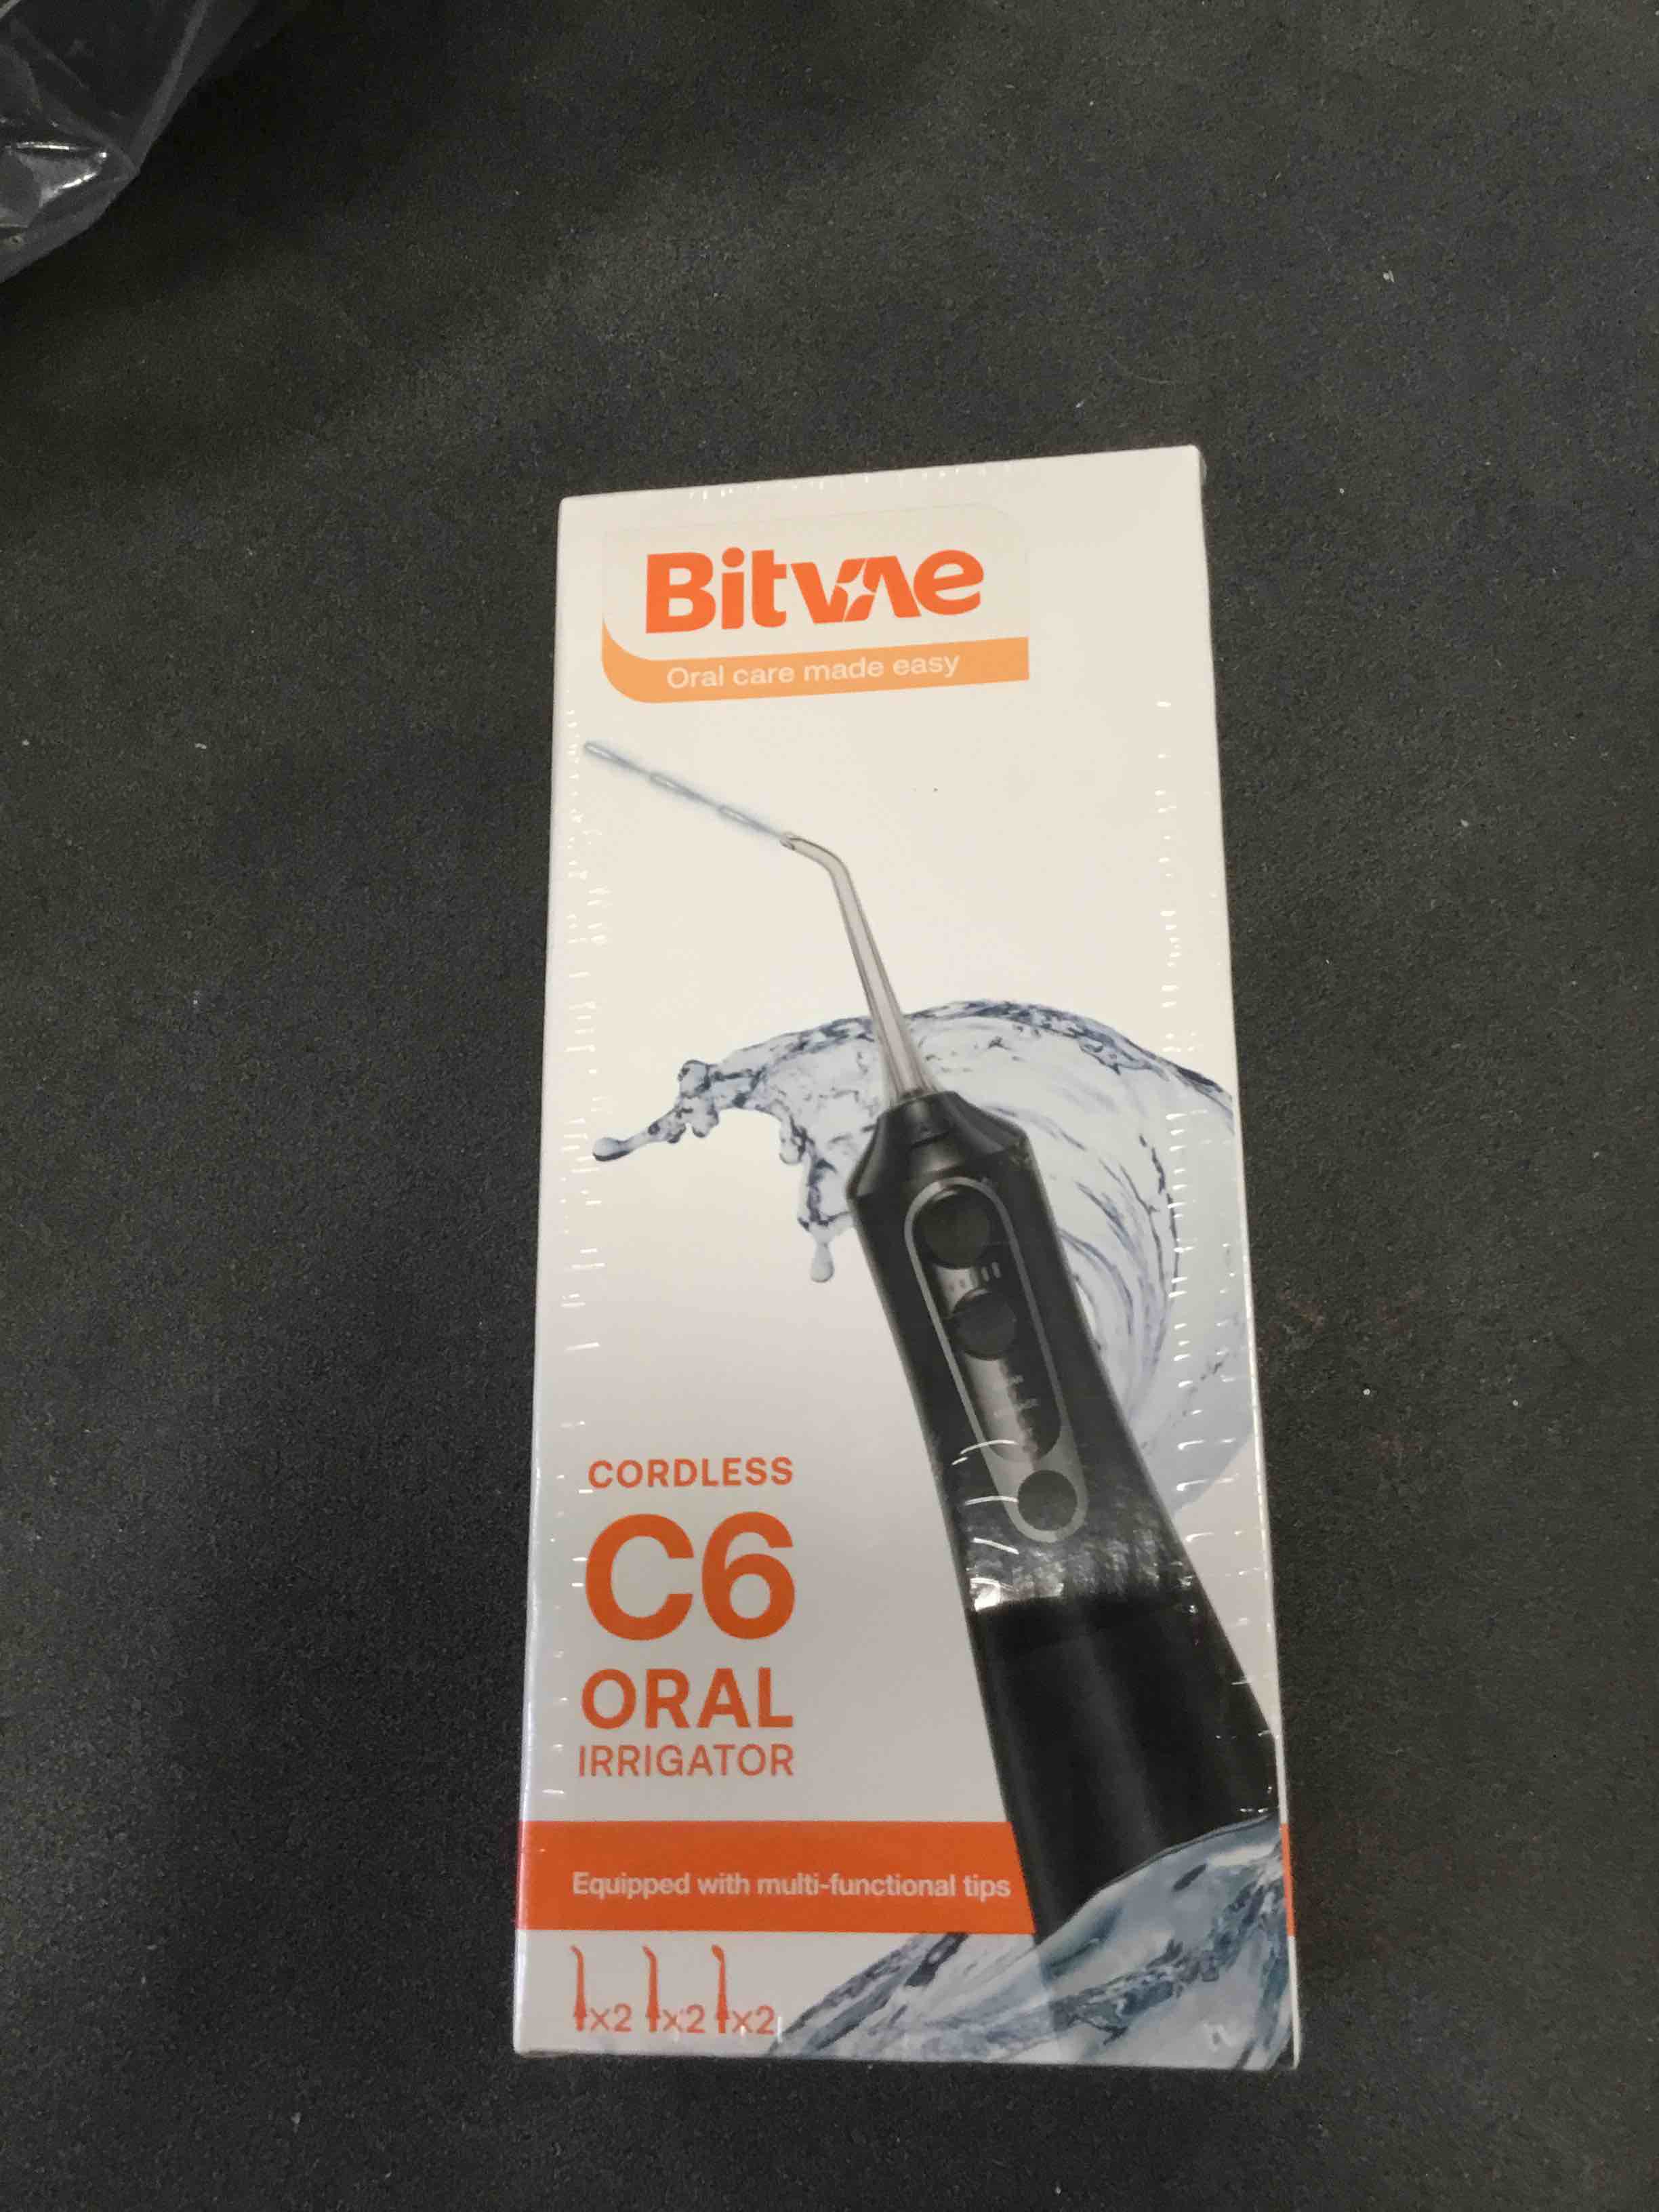 Bitvae
Oral care made easy
CORDLESS
C6
ORAL
IRRIGATOR
Equipped with multi-functional tips
x2 x2 x2